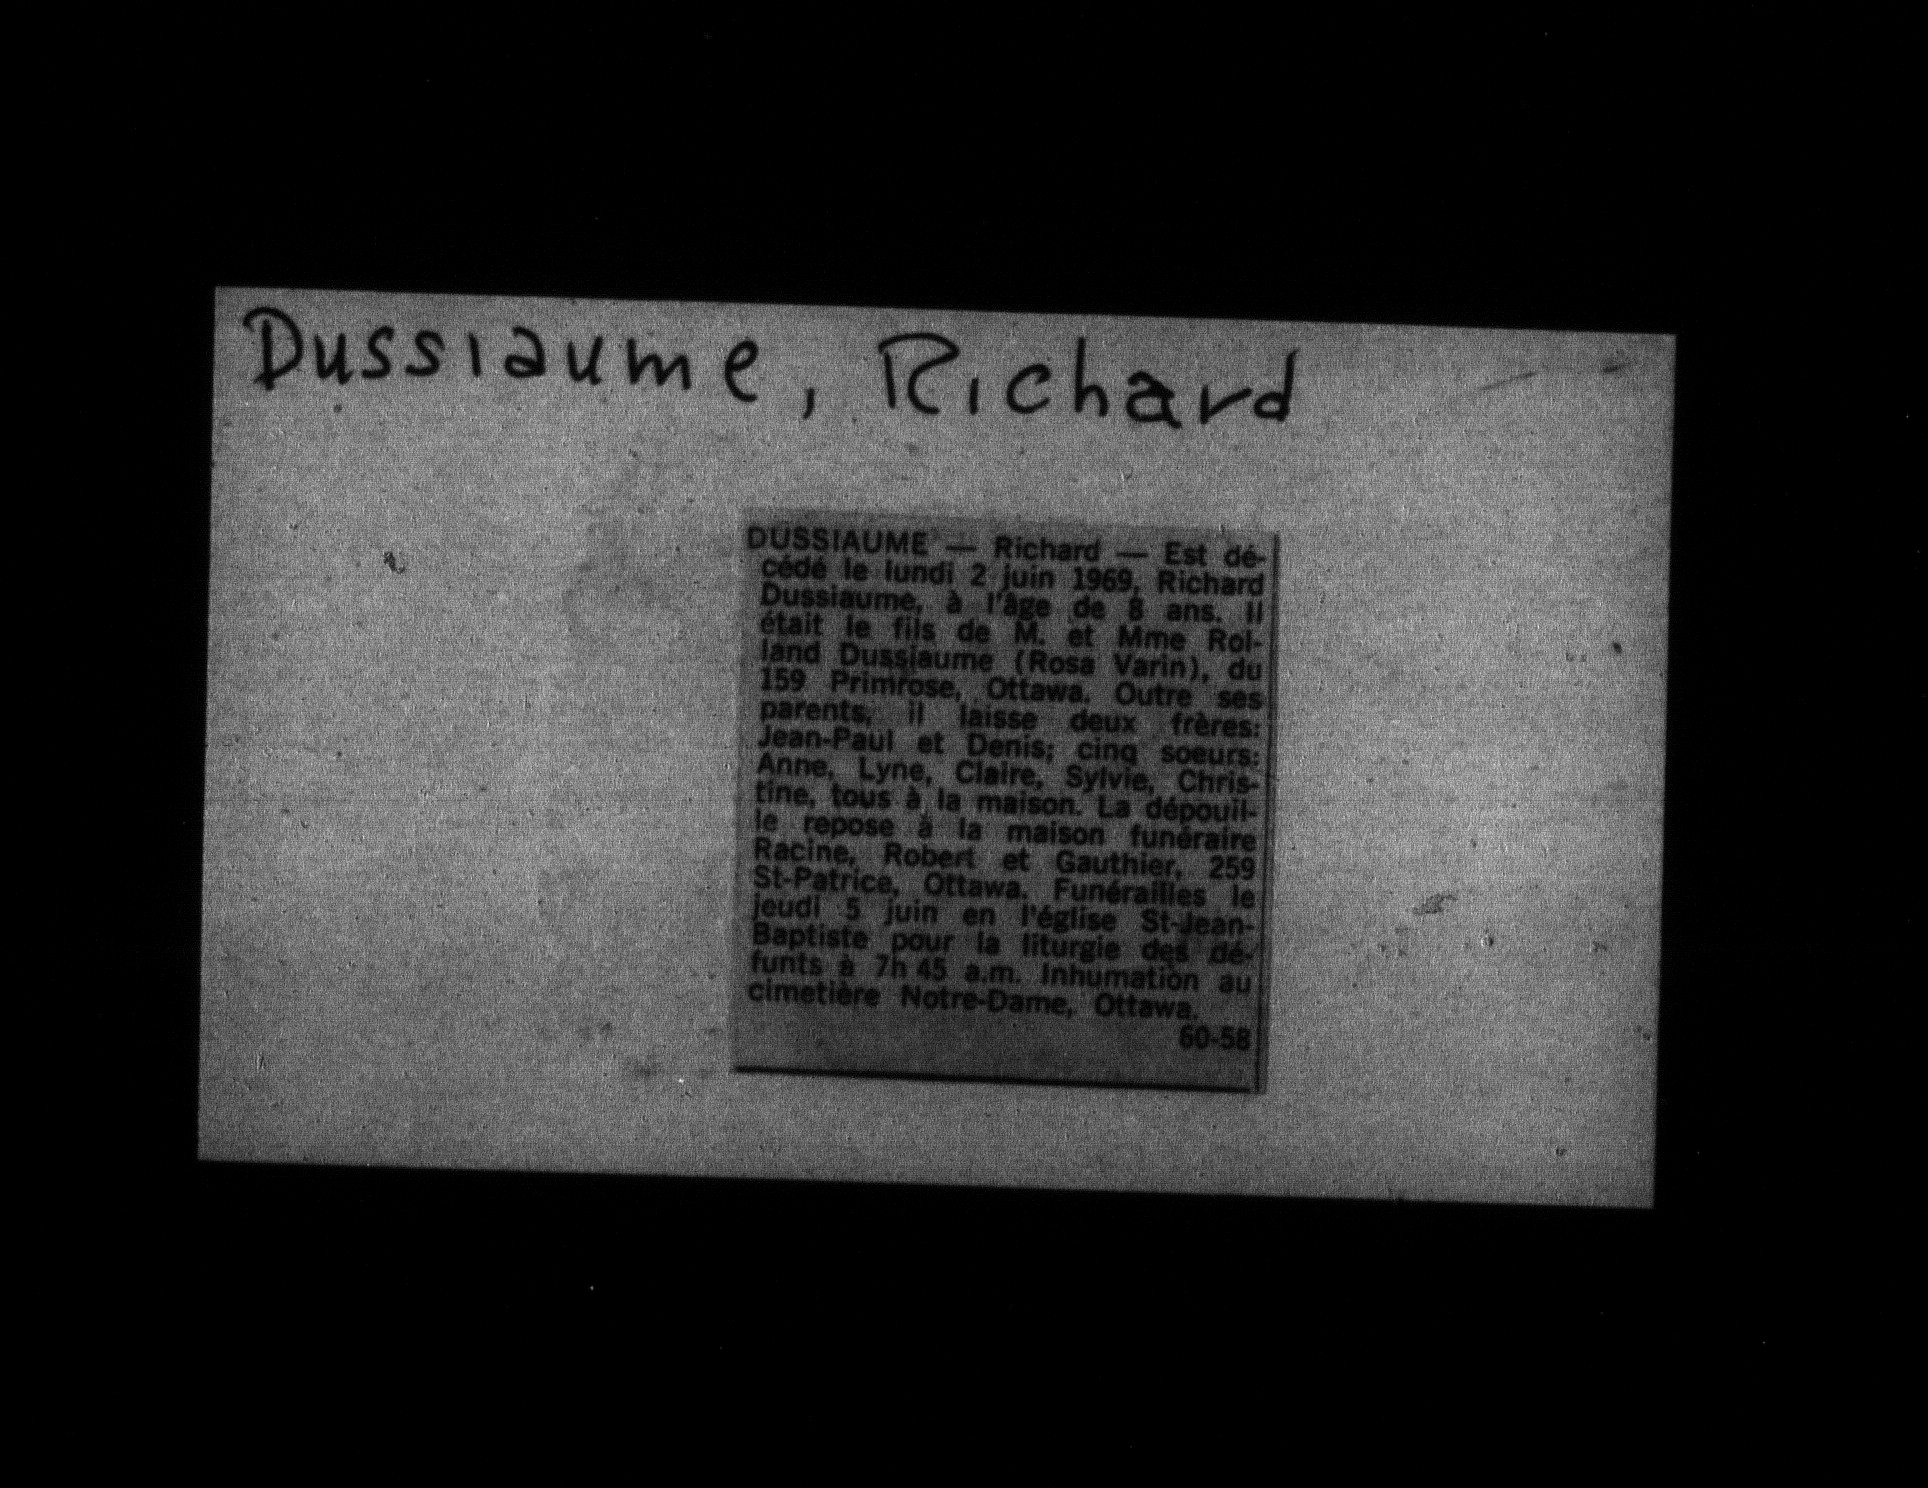 Dussiaume, Richard
DUSSIAUME — Richard — Est dé-
cédé le lundi 2 juin 1969, Richard
Dussiaume, à l'âge de 8 ans. Il
était le fils de M. et Mme Rol-
land Dussiaume (Rosa Varin), du
159 Primrose, Ottawa. Outre ses
parents, il laisse deux frères:
Jean-Paul et Denis; cinq soeurs:
Anne, Lyne, Claire, Sylvie, Chris-
tine, tous à la maison. La dépouil-
le repose à la maison funéraire
Racine, Robert et Gauthier, 259
St-Patrice, Ottawa. Funérailles le
jeudi 5 juin en l'église St-Jean-
Baptiste pour la liturgie des dé-
funts à 7h 45 a.m. Inhumation au
cimetière Notre-Dame, Ottawa.
60-58